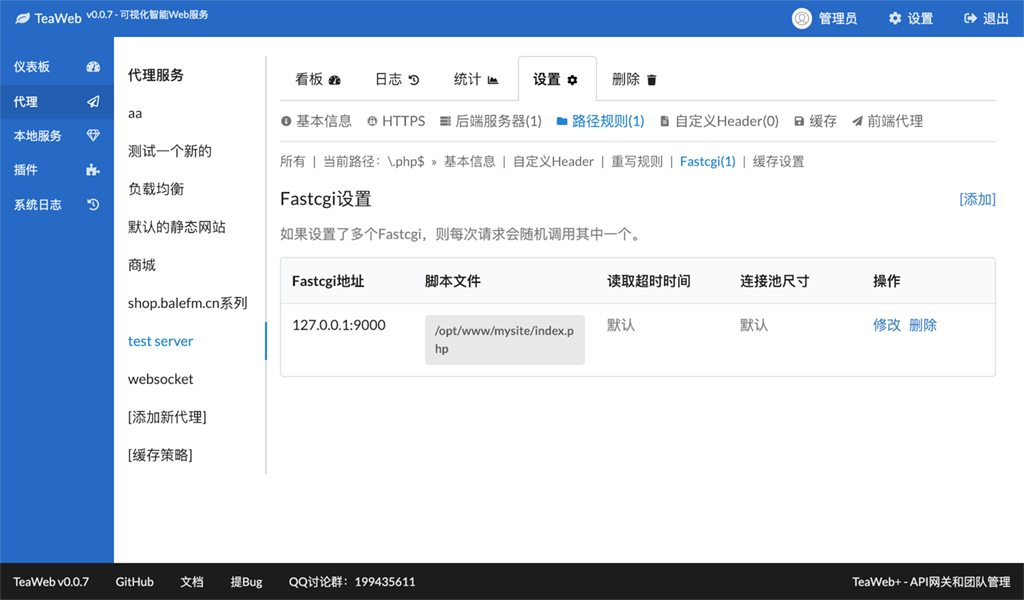 TeaWeb v0.0.7 - 可视化智能Web服务
管理员 设置 退出
仪表板
代理
本地服务
插件
系统日志
代理服务
aa
测试一个新的
负载均衡
默认的静态网站
商城
shop.balefm.cn系列
test server
websocket
[添加新代理]
[缓存策略]
看板 日志 统计 设置 删除
基本信息 HTTPS 后端服务器(1) 路径规则(1) 自定义Header(0) 缓存 前端代理
所有 | 当前路径：\.php$ » 基本信息 | 自定义Header | 重写规则 | Fastcgi(1) | 缓存设置
Fastcgi设置 [添加]
如果设置了多个Fastcgi，则每次请求会随机调用其中一个。
Fastcgi地址 脚本文件 读取超时时间 连接池尺寸 操作
127.0.0.1:9000 /opt/www/mysite/index.p 默认 默认 修改 删除
hp
TeaWeb v0.0.7 GitHub 文档 提Bug QQ讨论群：199435611 TeaWeb+ - API网关和团队管理